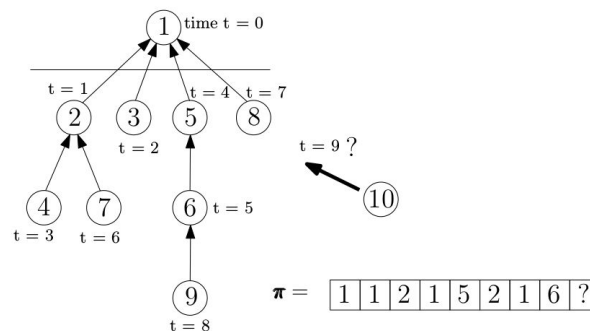 1 time t = 0
t = 1 t = 4 t = 7
2 3 5 8
t = 2
t = 9 ?
4 7 6 t = 5 10
t = 3 t = 6
9
t = 8
π = 1 1 2 1 5 2 1 6 ?